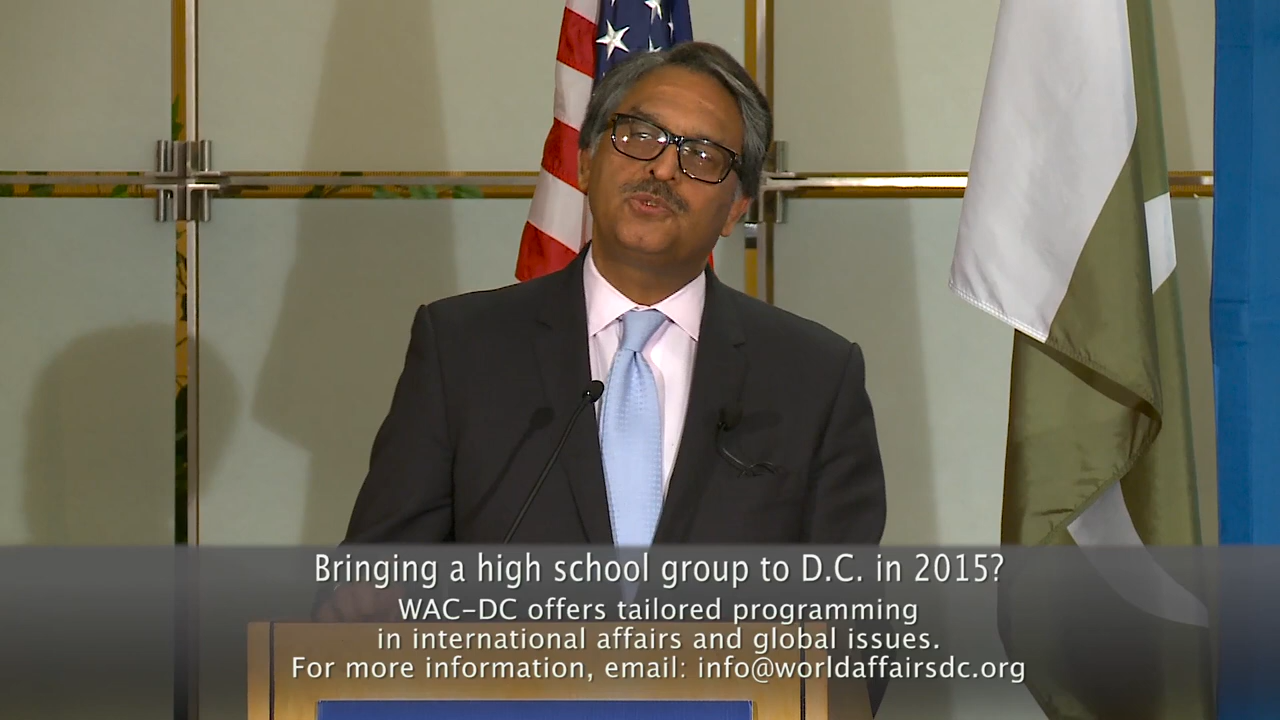 Bringing a high school group to D.C. in 2015?
WAC-DC offers tailored programming
in international affairs and global issues.
For more information, email: info@worldaffairsdc.org